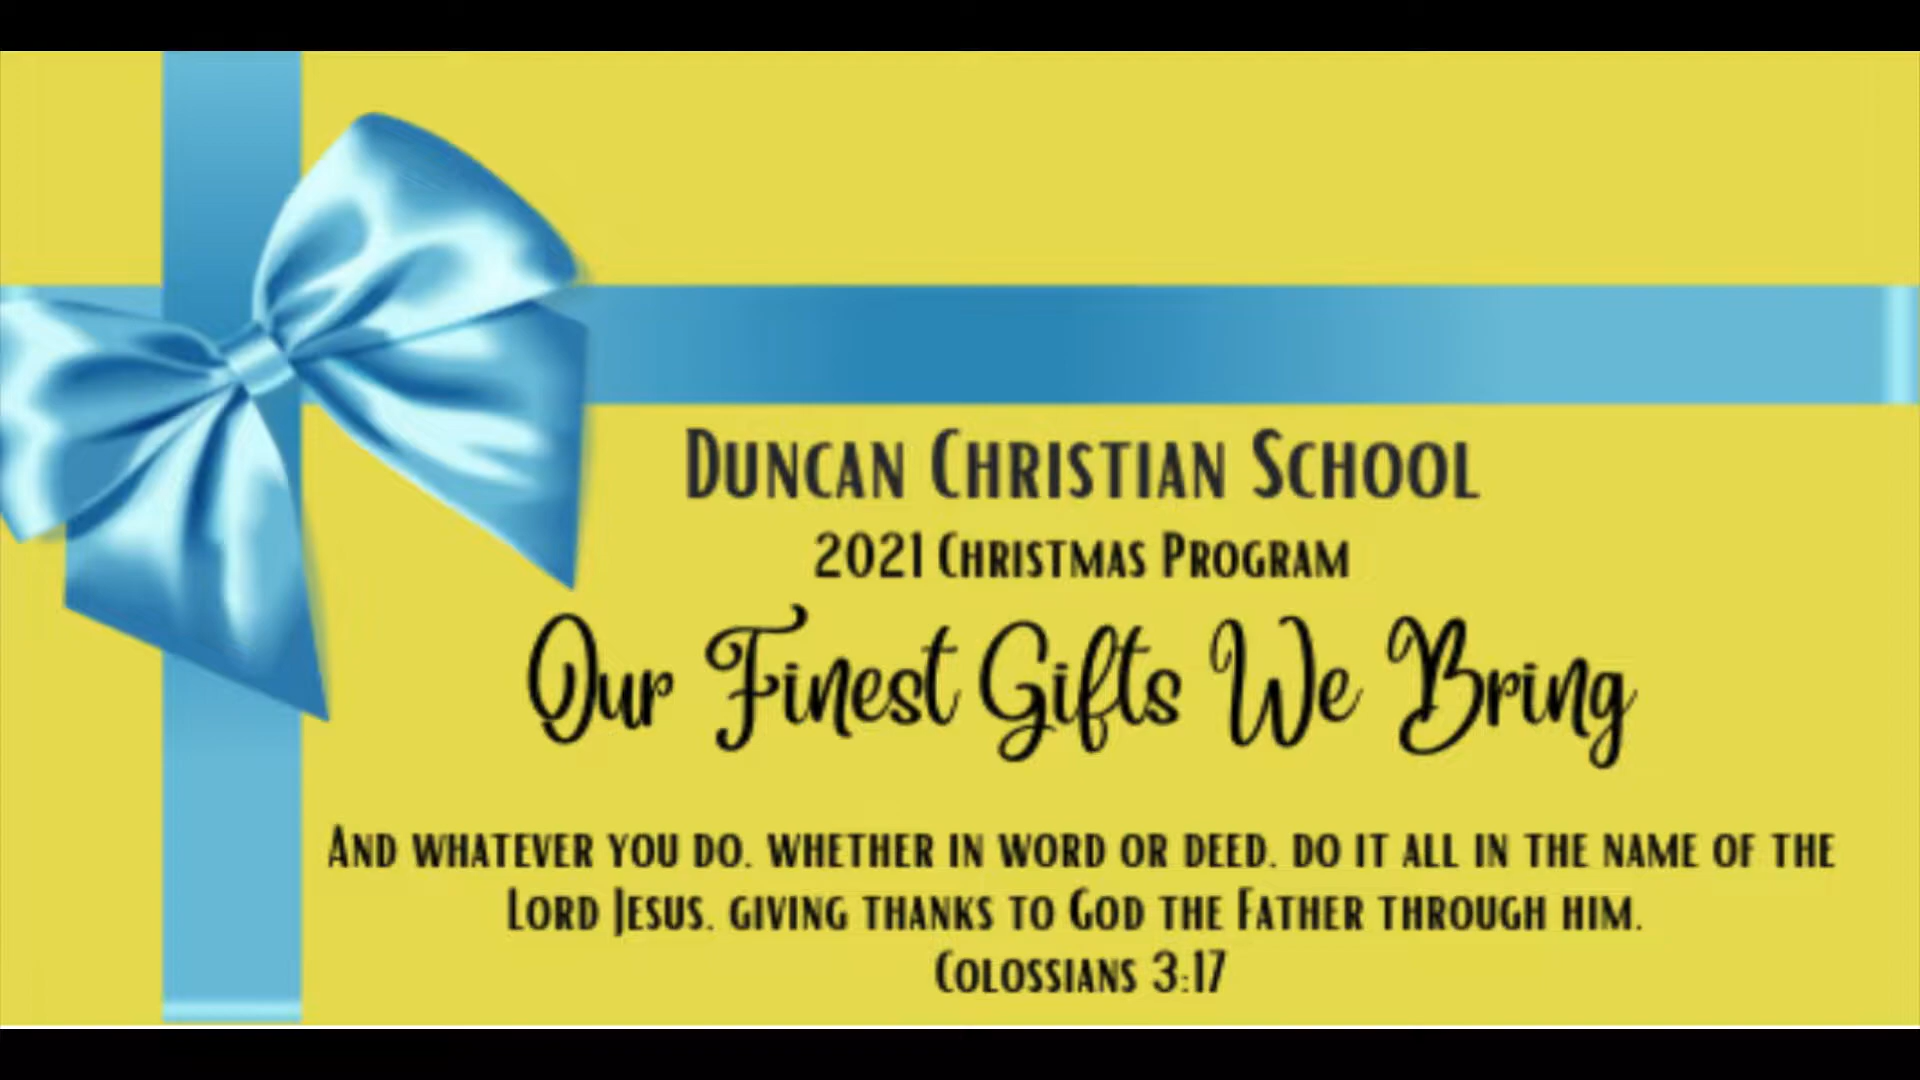 Duncan Christian School
2021 Christmas Program
Our Finest Gifts We Bring
And whatever you do, whether in word or deed, do it all in the name of the
Lord Jesus, giving thanks to God the Father through him.
Colossians 3:17